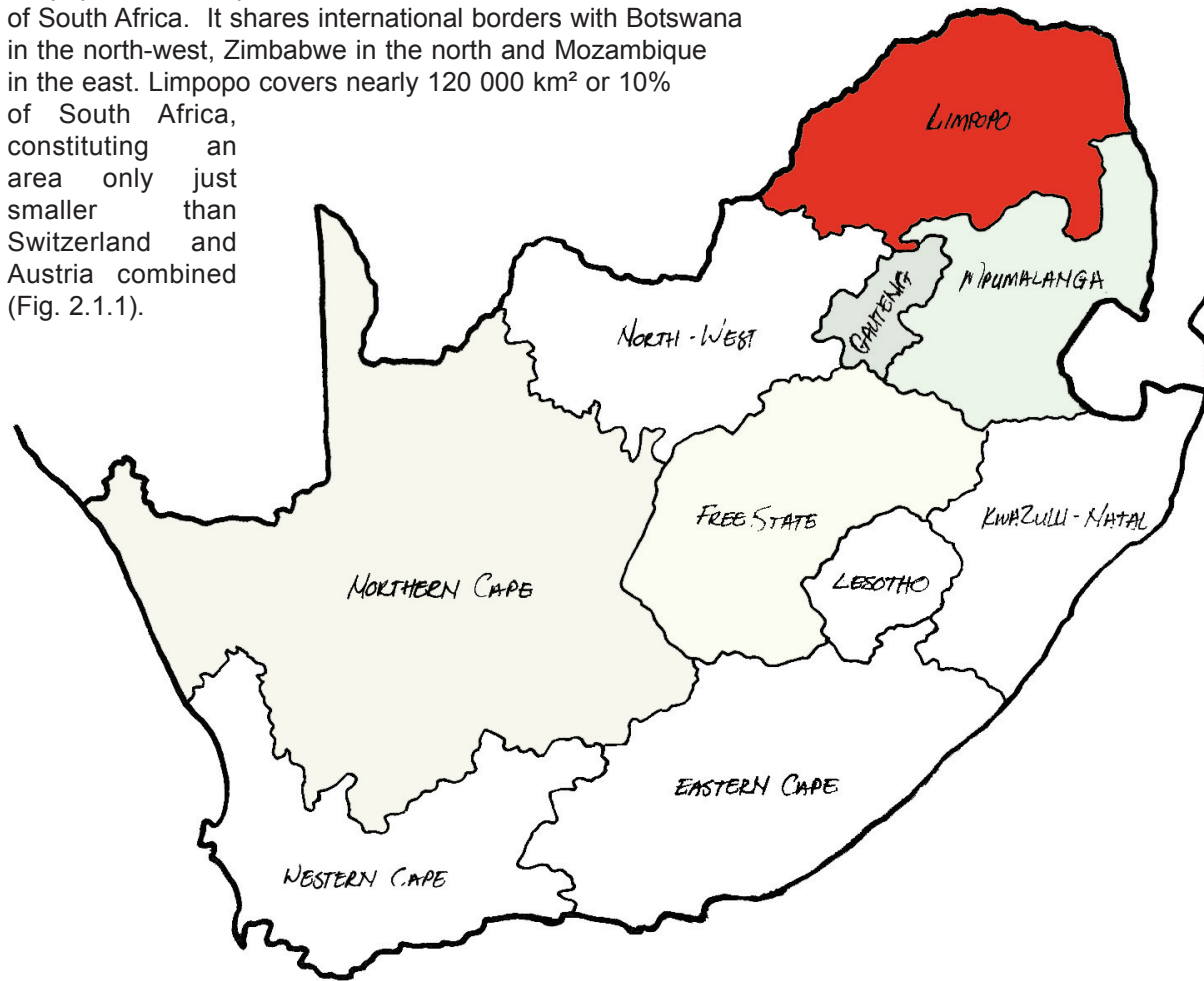 of South Africa. It shares international borders with Botswana
in the north-west, Zimbabwe in the north and Mozambique
in the east. Limpopo covers nearly 120 000 km² or 10%
of South Africa,
constituting an
area only just
smaller than
Switzerland and
Austria combined
(Fig. 2.1.1).
LIMPOPO
MPUMALANGA
GAUTENG
NORTH-WEST
FREE STATE
KWAZULU-NATAL
LESOTHO
NORTHERN CAPE
EASTERN CAPE
WESTERN CAPE